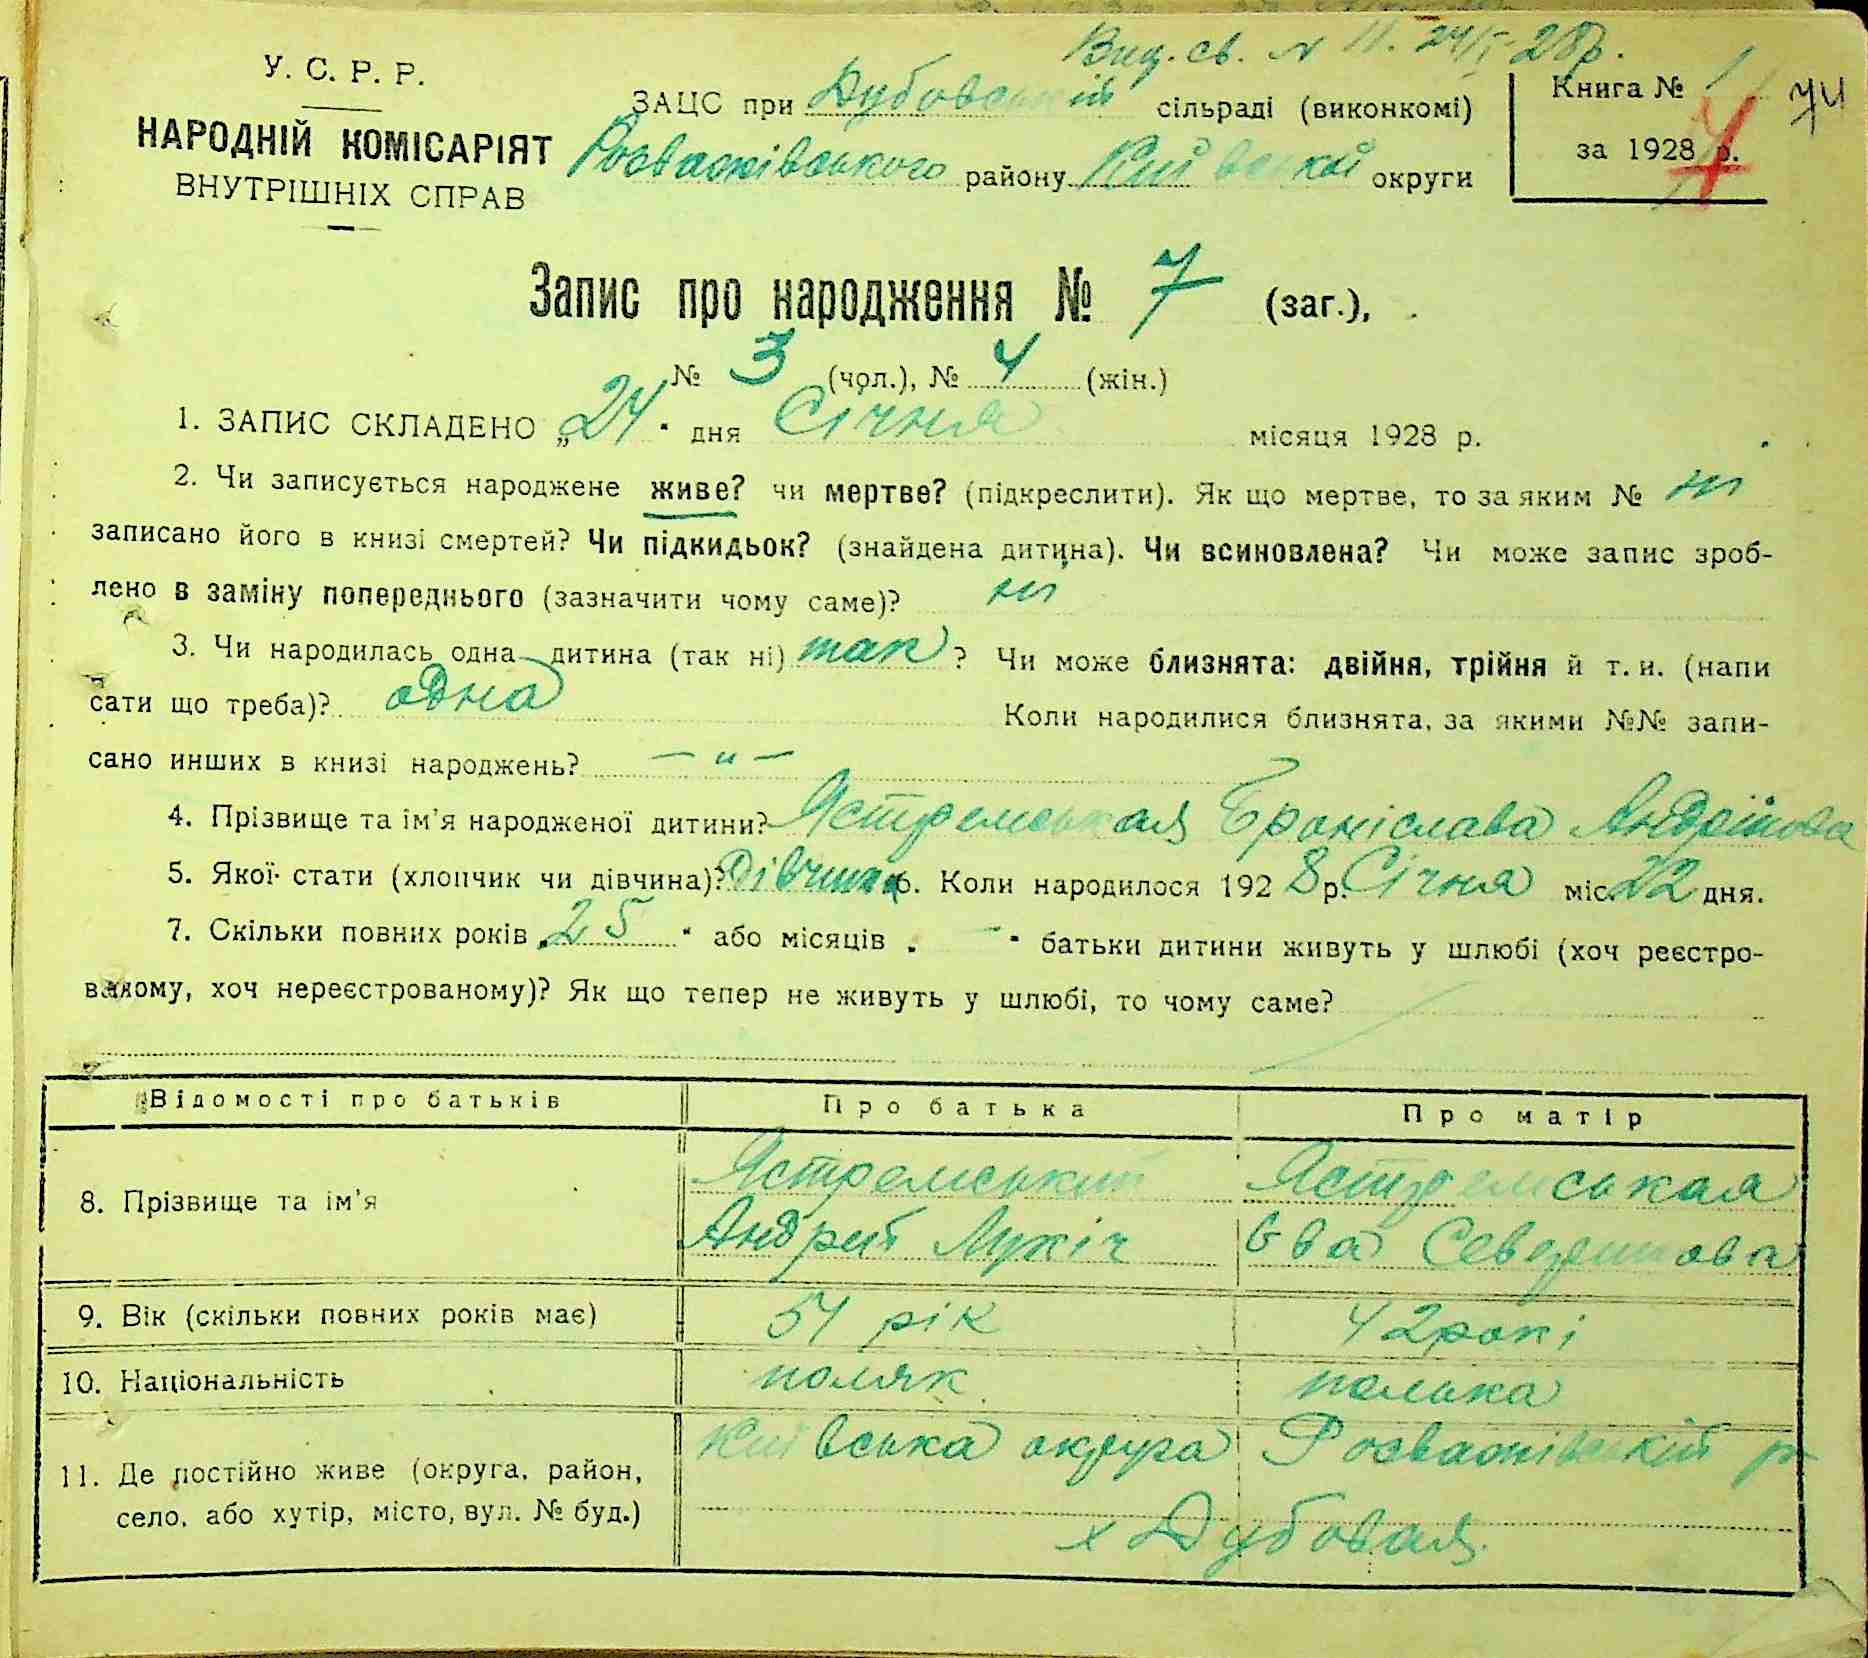 Вид. св. N 11. 24/I-28р.
У. С. Р. Р.
НАРОДНІЙ КОМІСАРІЯТ
ВНУТРІШНІХ СПРАВ
ЗАЦС при Дубовській сільраді (виконкомі)
Розважівського району Київської округи
Книга № 1
за 1928 р.
74
7
Запис про народження № 7 (заг.),
№ 3 (чол.), № 4 (жін.)
1. ЗАПИС СКЛАДЕНО „24" дня Січня місяця 1928 р.
2. Чи записується народжене живе? чи мертве? (підкреслити). Як що мертве, то за яким № ні
записано його в книзі смертей? Чи підкидьок? (знайдена дитина). Чи всиновлена? Чи може запис зроб-
лено в заміну попереднього (зазначити чому саме)? ні
3. Чи народилась одна дитина (так ні) так ? Чи може близнята: двійня, трійня й т. и. (напи
сати що треба)? одна Коли народилися близнята, за якими №№ запи-
сано инших в книзі народжень? — „ —
4. Прізвище та ім'я народженої дитини? Ястремськая Броніслава Андріївова
5. Якої стати (хлопчик чи дівчина)? Дівчина 6. Коли народилося 1928 р. Січня міс. 22 дня.
7. Скільки повних років „25" або місяців „ - " батьки дитини живуть у шлюбі (хоч реєстро-
ваному, хоч нереєстрованому)? Як що тепер не живуть у шлюбі, то чому саме?
Відомості про батьків Про батька Про матір
8. Прізвище та ім'я
Ястремський Ястремськая
Андрей Лукіч Єва Северинова
9. Вік (скільки повних років має) 51 рік 42 рокі
10. Національність поляк полька
11. Де постійно живе (округа, район,
село, або хутір, місто, вул. № буд.)
Київська округа Розважівській р
х Дубовая